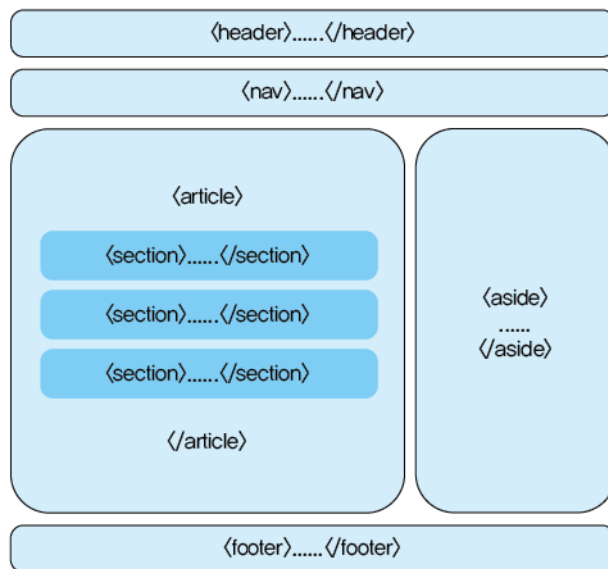 〈header〉......〈/header〉
〈nav〉......〈/nav〉
〈article〉
〈section〉......〈/section〉
〈section〉......〈/section〉
〈section〉......〈/section〉
〈/article〉
〈aside〉
......
〈/aside〉
〈footer〉......〈/footer〉